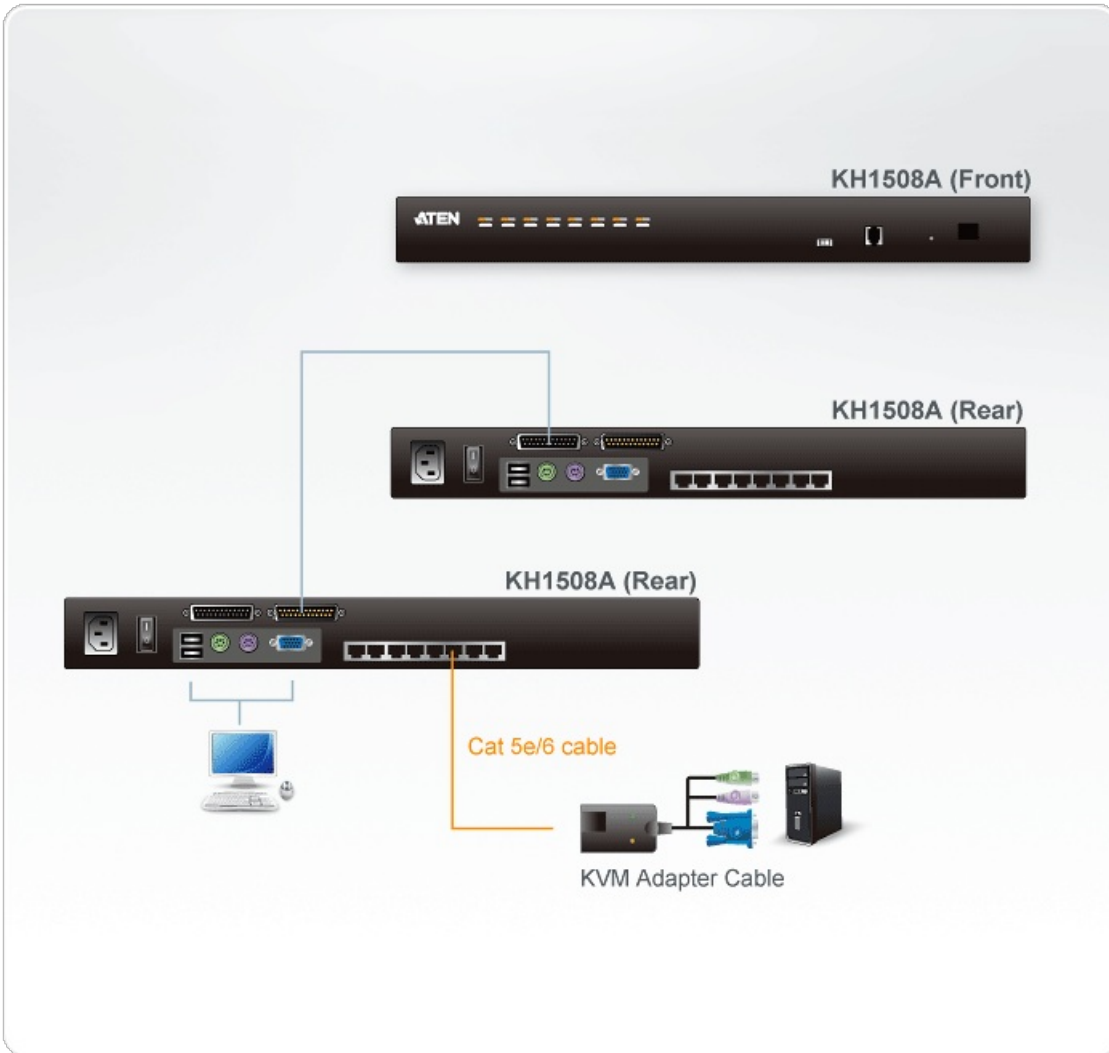 KH1508A (Front)
ATEN
KH1508A (Rear)
KH1508A (Rear)
Cat 5e/6 cable
KVM Adapter Cable